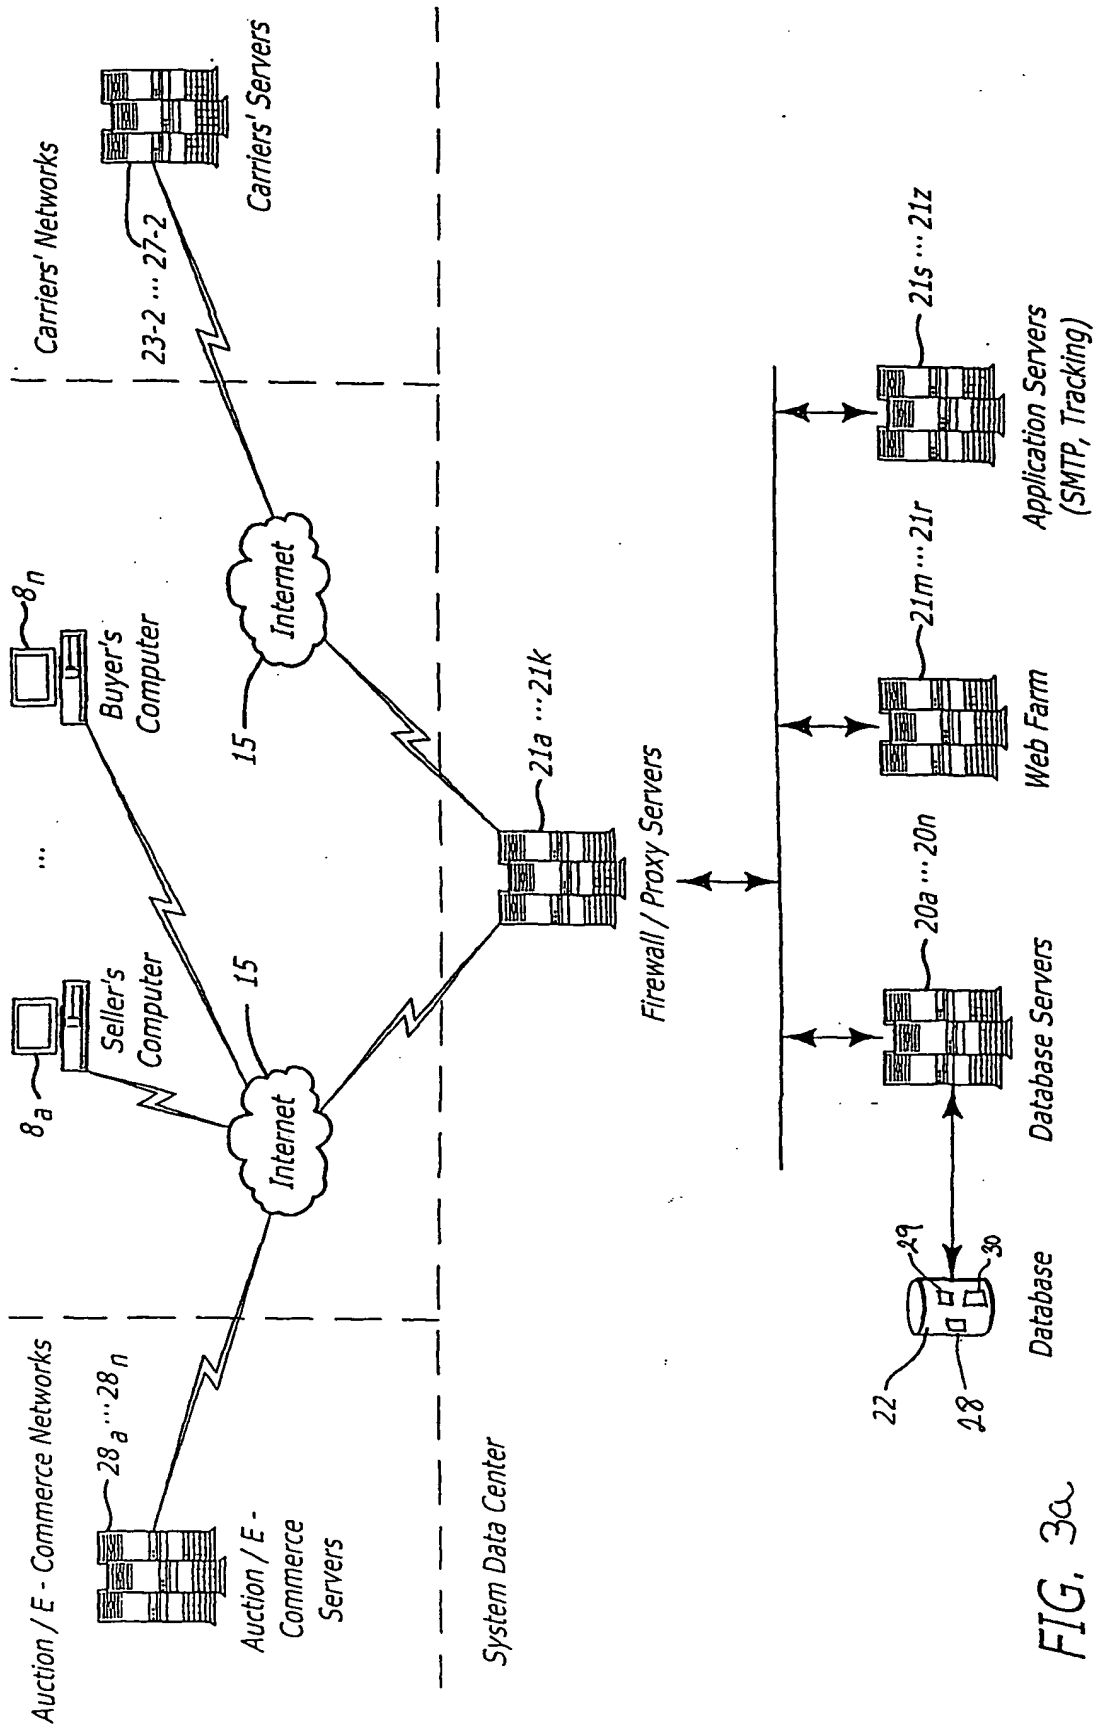 Auction / E - Commerce Networks
28a ... 28n
Auction / E -
Commerce
Servers
8a
Seller's
Computer
...
8n
Buyer's
Computer
15
Internet
15
Internet
Carriers' Networks
23-2 ... 27-2
Carriers' Servers
System Data Center
21a ... 21k
Firewall / Proxy Servers
22
28
29
30
Database
20a ... 20n
Database Servers
21m ... 21r
Web Farm
21s ... 21z
Application Servers
(SMTP, Tracking)
FIG. 3a